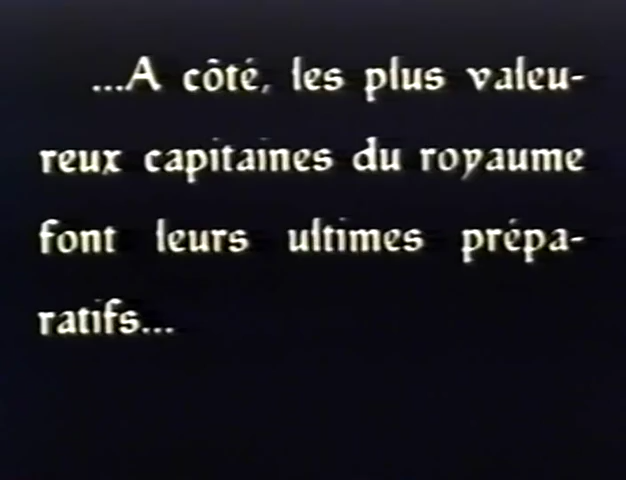 ...A côté, les plus valeu-
reux capitaines du royaume
font leurs ultimes prépa-
ratifs...